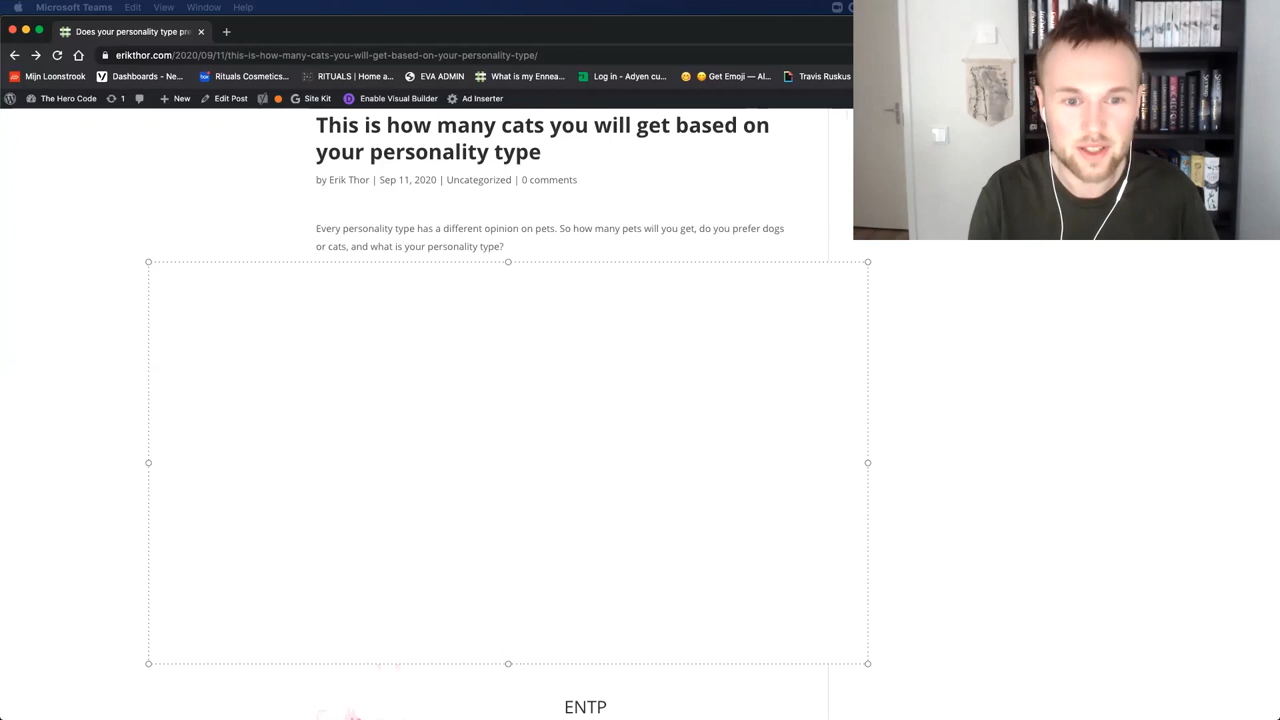 Microsoft Teams Edit View Window Help
Does your personality type pre
erikthor.com/2020/09/11/this-is-how-many-cats-you-will-get-based-on-your-personality-type/
Mijn Loonstrook Dashboards - Ne... Rituals Cosmetics... RITUALS | Home a... EVA ADMIN What is my Ennea... Log in - Adyen cu... 😊 😊 Get Emoji — Al... Travis Ruskus
The Hero Code 1 New Edit Post Site Kit Enable Visual Builder Ad Inserter
This is how many cats you will get based on
your personality type
by Erik Thor | Sep 11, 2020 | Uncategorized | 0 comments
Every personality type has a different opinion on pets. So how many pets will you get, do you prefer dogs
or cats, and what is your personality type?
ENTP